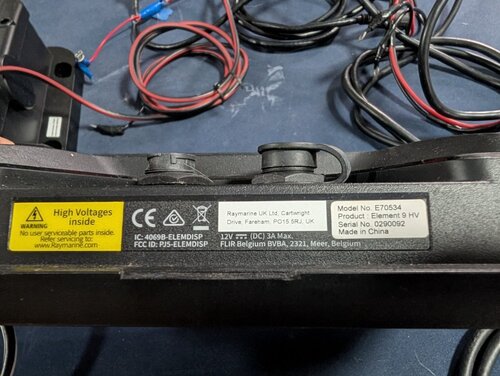 High Voltages
inside
WARNING
No user serviceable parts inside.
Refer servicing to:
www.Raymarine.com
CE
IC: 4069B-ELEMDISP
FCC ID: PJ5-ELEMDISP
Raymarine UK Ltd, Cartwright
Drive, Fareham, PO15 5RJ, UK
12V ⎓ (DC) 3A Max.
FLIR Belgium BVBA, 2321, Meer, Belgium
Model No. E70534
Product : Element 9 HV
Serial No. 0290092
Made in China